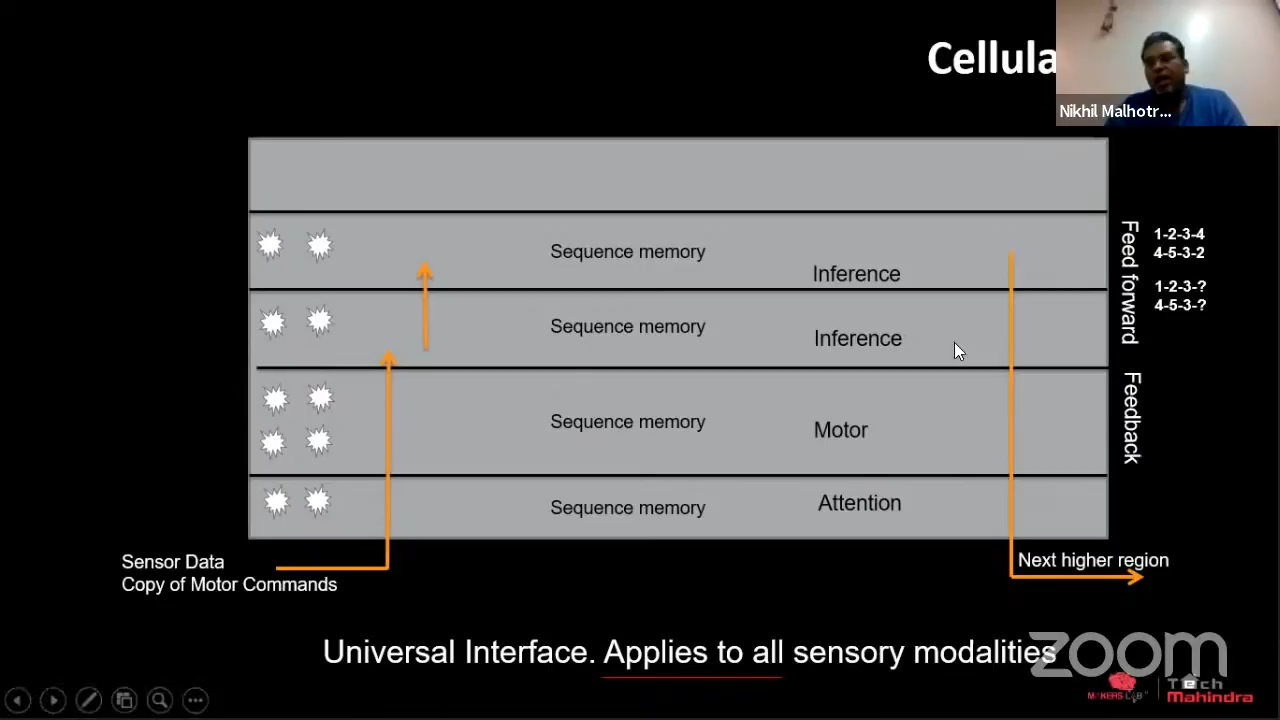 Cellula
Nikhil Malhotr...
Sequence memory
Inference
Sequence memory
Inference
Sequence memory
Motor
Sequence memory
Attention
Feed forward
Feedback
1-2-3-4
4-5-3-2
1-2-3-?
4-5-3-?
Sensor Data
Copy of Motor Commands
Next higher region
Universal Interface. Applies to all sensory modalities
zoom
MAKERS LAB
Tech
Mahindra